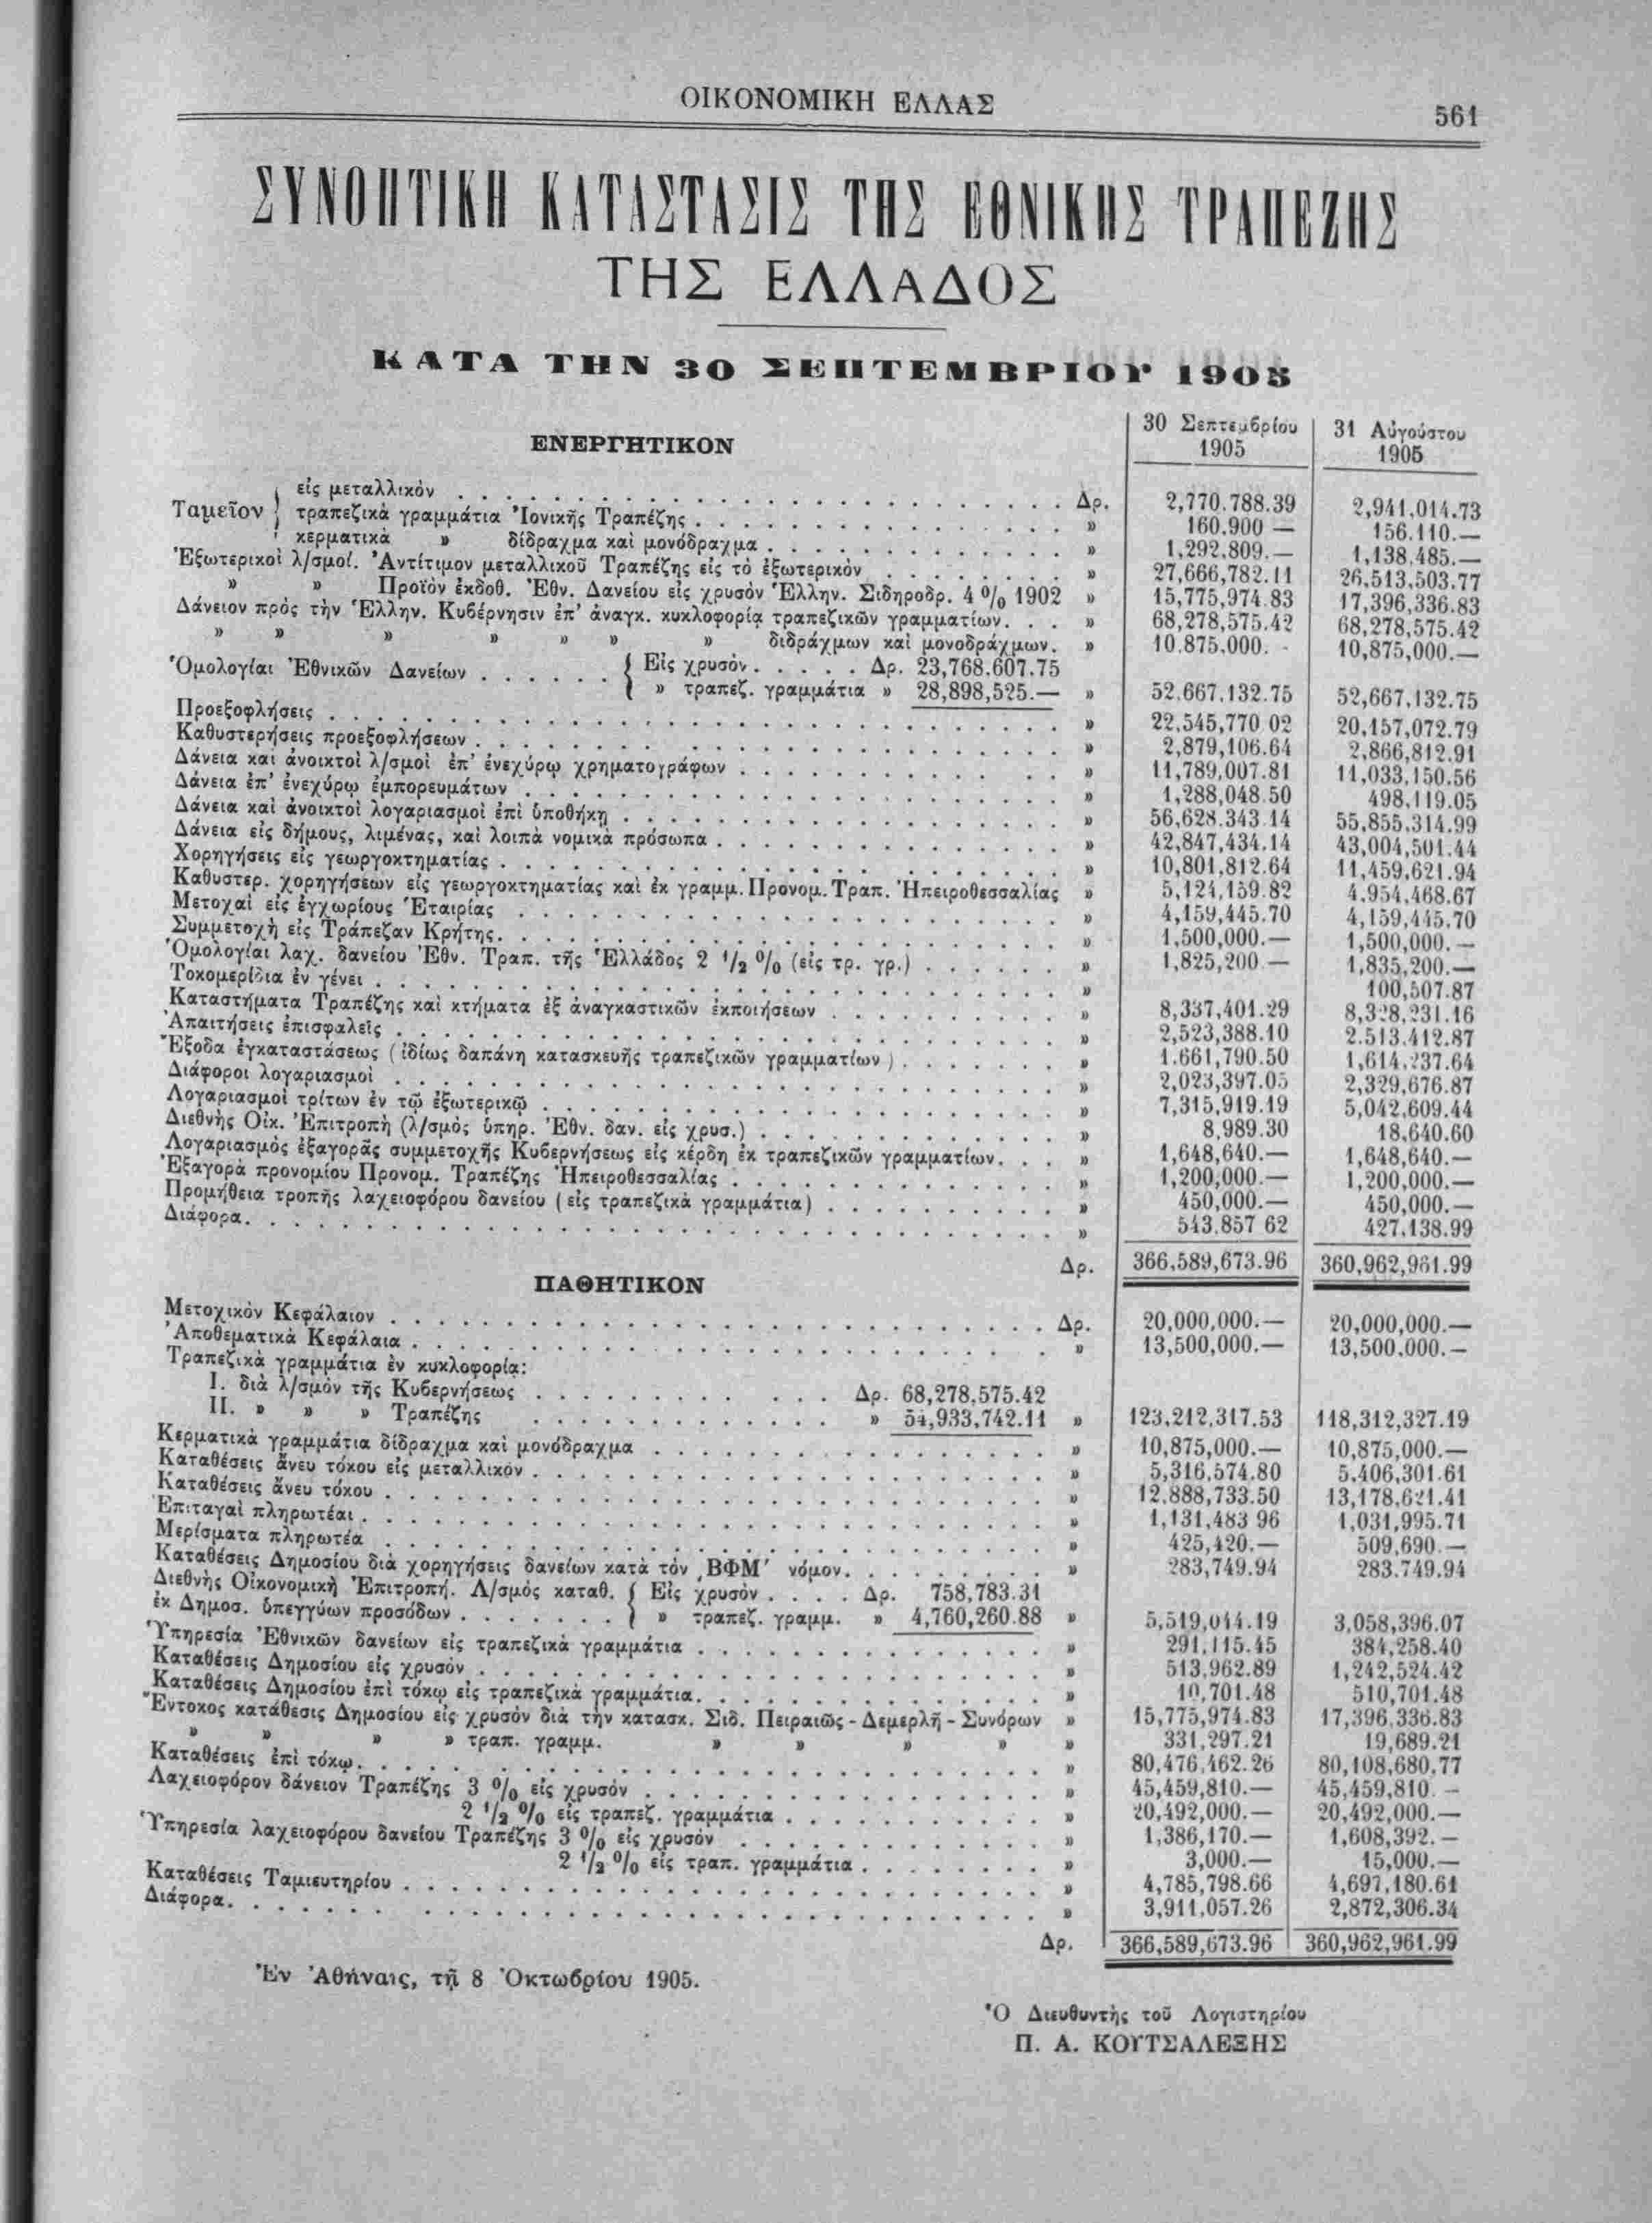 ΟΙΚΟΝΟΜΙΚΗ ΕΛΛΑΣ 561
ΣΥΝΟΠΤΙΚΗ ΚΑΤΑΣΤΑΣΙΣ ΤΗΣ ΕΘΝΙΚΗΣ ΤΡΑΠΕΖΗΣ
ΤΗΣ ΕΛΛΑΔΟΣ
ΚΑΤΑ ΤΗΝ 30 ΣΕΠΤΕΜΒΡΙΟΥ 1905
ΕΝΕΡΓΗΤΙΚΟΝ 30 Σεπτεμβρίου 1905 31 Αὐγούστου 1905
Ταμεῖον { εἰς μεταλλικὸν . . . Δρ. 2,770.788.39 2,941,014.73
τραπεζικὰ γραμμάτια Ἰονικῆς Τραπέζης . . . » 160.900 — 156.110.—
κερματικὰ » δίδραχμα καὶ μονόδραχμα . . . » 1,292.809.— 1,138.485.—
Ἐξωτερικοὶ λ/σμοί. Ἀντίτιμον μεταλλικοῦ Τραπέζης εἰς τὸ ἐξωτερικὸν . . . » 27,666,782.11 26,513,503.77
» » Προϊὸν ἐκδοθ. Ἐθν. Δανείου εἰς χρυσὸν Ἑλλην. Σιδηροδρ. 4 % 1902 » 15,775,974.83 17,396,336.83
Δάνειον πρὸς τὴν Ἑλλην. Κυβέρνησιν ἐπ' ἀναγκ. κυκλοφορίᾳ τραπεζικῶν γραμματίων. . . » 68,278,575.42 68,278,575.42
» » » » » » » διδράχμων καὶ μονοδράχμων. » 10.875.000. - 10,875,000.—
Ὁμολογίαι Ἐθνικῶν Δανείων . . . { Εἰς χρυσὸν . . . Δρ. 23,768.607.75
» τραπεζ. γραμμάτια » 28,898,525.— » 52.667.132.75 52,667,132.75
Προεξοφλήσεις . . . » 22,545,770 02 20,157,072.79
Καθυστερήσεις προεξοφλήσεων . . . » 2,879,106.64 2,866,812.91
Δάνεια καὶ ἀνοικτοὶ λ/σμοὶ ἐπ' ἐνεχύρῳ χρηματογράφων . . . » 11,789,007.81 11,033,150.56
Δάνεια ἐπ' ἐνεχύρῳ ἐμπορευμάτων . . . » 1,288,048.50 498,119.05
Δάνεια καὶ ἀνοικτοὶ λογαριασμοὶ ἐπὶ ὑποθήκῃ . . . » 56,628.343.14 55,855.314.99
Δάνεια εἰς δήμους, λιμένας, καὶ λοιπὰ νομικὰ πρόσωπα . . . » 42,847,434.14 43,004,501.44
Χορηγήσεις εἰς γεωργοκτηματίας . . . » 10,801,812.64 11,459,621.94
Καθυστερ. χορηγήσεων εἰς γεωργοκτηματίας καὶ ἐκ γραμμ. Προνομ. Τραπ. Ἠπειροθεσσαλίας » 5,124,159.82 4.954.468.67
Μετοχαὶ εἰς ἐγχωρίους Ἑταιρίας . . . » 4,159,445.70 4,159,445.70
Συμμετοχὴ εἰς Τράπεζαν Κρήτης. . . . » 1,500,000.— 1,500,000.—
Ὁμολογίαι λαχ. δανείου Ἐθν. Τραπ. τῆς Ἑλλάδος 2 1/2 % (εἰς τρ. γρ.) . . . » 1,825,200 — 1,835,200.—
Τοκομερίδια ἐν γένει . . . » 100,507.87
Καταστήματα Τραπέζης καὶ κτήματα ἐξ ἀναγκαστικῶν ἐκποιήσεων . . . » 8,337,401.29 8,328,231.16
Ἀπαιτήσεις ἐπισφαλεῖς . . . » 2,523,388.10 2.513.412.87
Ἔξοδα ἐγκαταστάσεως (ἰδίως δαπάνη κατασκευῆς τραπεζικῶν γραμματίων) . . . » 1.661,790.50 1,614.237.64
Διάφοροι λογαριασμοὶ . . . » 2,023,397.05 2,329,676.87
Λογαριασμοὶ τρίτων ἐν τῷ ἐξωτερικῷ . . . » 7,315,919.19 5,042,609.44
Διεθνὴς Οἰκ. Ἐπιτροπὴ (λ/σμὸς ὑπηρ. Ἐθν. δαν. εἰς χρυσ.) . . . » 8,989.30 18,640.60
Λογαριασμὸς ἐξαγορᾶς συμμετοχῆς Κυβερνήσεως εἰς κέρδη ἐκ τραπεζικῶν γραμματίων. . . » 1,648,640.— 1,648,640.—
Ἐξαγορὰ προνομίου Προνομ. Τραπέζης Ἠπειροθεσσαλίας . . . » 1,200,000.— 1,200,000.—
Προμήθεια τροπῆς λαχειοφόρου δανείου (εἰς τραπεζικὰ γραμμάτια) . . . » 450,000.— 450,000.—
Διάφορα. . . . » 543.857 62 427.138.99
Δρ. 366,589,673.96 360,962,961.99
ΠΑΘΗΤΙΚΟΝ
Μετοχικὸν Κεφάλαιον . . . Δρ. 20,000,000.— 20,000,000.—
Ἀποθεματικὰ Κεφάλαια . . . » 13,500,000.— 13,500,000.—
Τραπεζικὰ γραμμάτια ἐν κυκλοφορίᾳ:
I. διὰ λ/σμὸν τῆς Κυβερνήσεως . . . Δρ. 68,278,575.42
II. » » » Τραπέζης . . . » 54,933,742.11 » 123,212,317.53 118,312,327.19
Κερματικὰ γραμμάτια δίδραχμα καὶ μονόδραχμα . . . » 10,875,000.— 10,875,000.—
Καταθέσεις ἄνευ τόκου εἰς μεταλλικὸν . . . » 5,316,574.80 5,406,301.61
Καταθέσεις ἄνευ τόκου . . . » 12,888,733.50 13,178,621.41
Ἐπιταγαὶ πληρωτέαι . . . » 1,131,483 96 1,031,995.71
Μερίσματα πληρωτέα . . . » 425,420.— 509,690.—
Καταθέσεις Δημοσίου διὰ χορηγήσεις δανείων κατὰ τὸν ͵ΒΦΜ΄ νόμον. . . . » 283,749.94 283.749.94
Διεθνὴς Οἰκονομικὴ Ἐπιτροπή. Λ/σμὸς καταθ. { Εἰς χρυσὸν . . . Δρ. 758,783.31
ἐκ Δημοσ. ὑπεγγύων προσόδων . . . » τραπεζ. γραμμ. » 4,760,260.88 » 5,519,044.19 3,058,396.07
Ὑπηρεσία Ἐθνικῶν δανείων εἰς τραπεζικὰ γραμμάτια . . . » 291,115.45 384,258.40
Καταθέσεις Δημοσίου εἰς χρυσὸν . . . » 513,962.89 1,242,524.42
Καταθέσεις Δημοσίου ἐπὶ τόκῳ εἰς τραπεζικὰ γραμμάτια. . . . » 10,701.48 510,701.48
Ἔντοκος κατάθεσις Δημοσίου εἰς χρυσὸν διὰ τὴν κατασκ. Σιδ. Πειραιῶς - Δεμερλῆ - Συνόρων » 15,775,974.83 17,396,336.83
» » » » τραπ. γραμμ. » » » » » 331,297.21 19,689.21
Καταθέσεις ἐπὶ τόκῳ. . . . » 80,476,462.26 80,108,680.77
Λαχειοφόρον δάνειον Τραπέζης 3 % εἰς χρυσὸν . . . » 45,459,810.— 45,459,810. -
2 1/2 % εἰς τραπεζ. γραμμάτια . . . » 20,492,000.— 20,492,000.—
Ὑπηρεσία λαχειοφόρου δανείου Τραπέζης 3 % εἰς χρυσὸν . . . » 1,386,170.— 1,608,392.—
2 1/2 % εἰς τραπ. γραμμάτια . . . » 3,000.— 15,000.—
Καταθέσεις Ταμιευτηρίου . . . » 4,785,798.66 4,697,180.61
Διάφορα. . . . » 3,911,057.26 2,872,306.34
Δρ. 366,589,673.96 360,962,961.99
Ἐν Ἀθήναις, τῇ 8 Ὀκτωβρίου 1905.
Ὁ Διευθυντὴς τοῦ Λογιστηρίου
Π. Α. ΚΟΥΤΣΑΛΕΞΗΣ